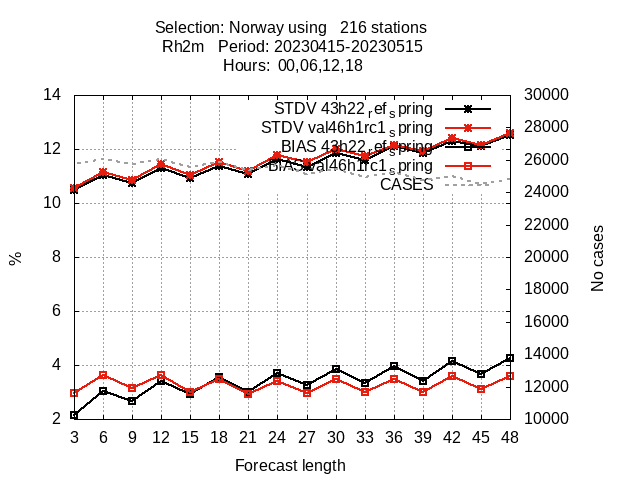 Selection: Norway using   216 stations
Rh2m   Period: 20230415-20230515
Hours:  00,06,12,18
14 30000
STDV 43h22ref_spring
STDV val46h1rc1_spring
BIAS 43h22ref_spring
BIAS val46h1rc1_spring
CASES
28000
12 26000
24000
10 22000
8 20000
18000
6 16000
4 14000
12000
2 10000
%
No cases
3 6 9 12 15 18 21 24 27 30 33 36 39 42 45 48
Forecast length